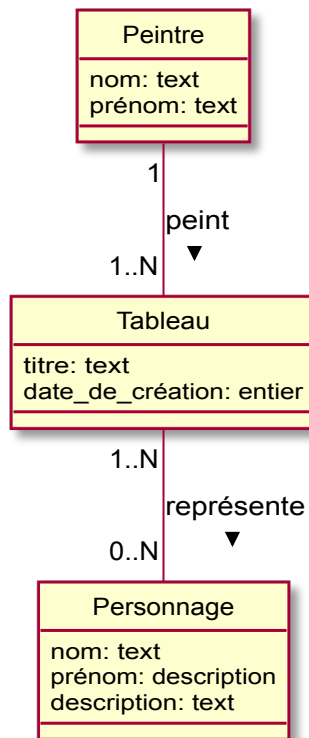 Peintre
nom: text
prénom: text
1
peint
▼
1..N
Tableau
titre: text
date_de_création: entier
1..N
représente
▼
0..N
Personnage
nom: text
prénom: description
description: text